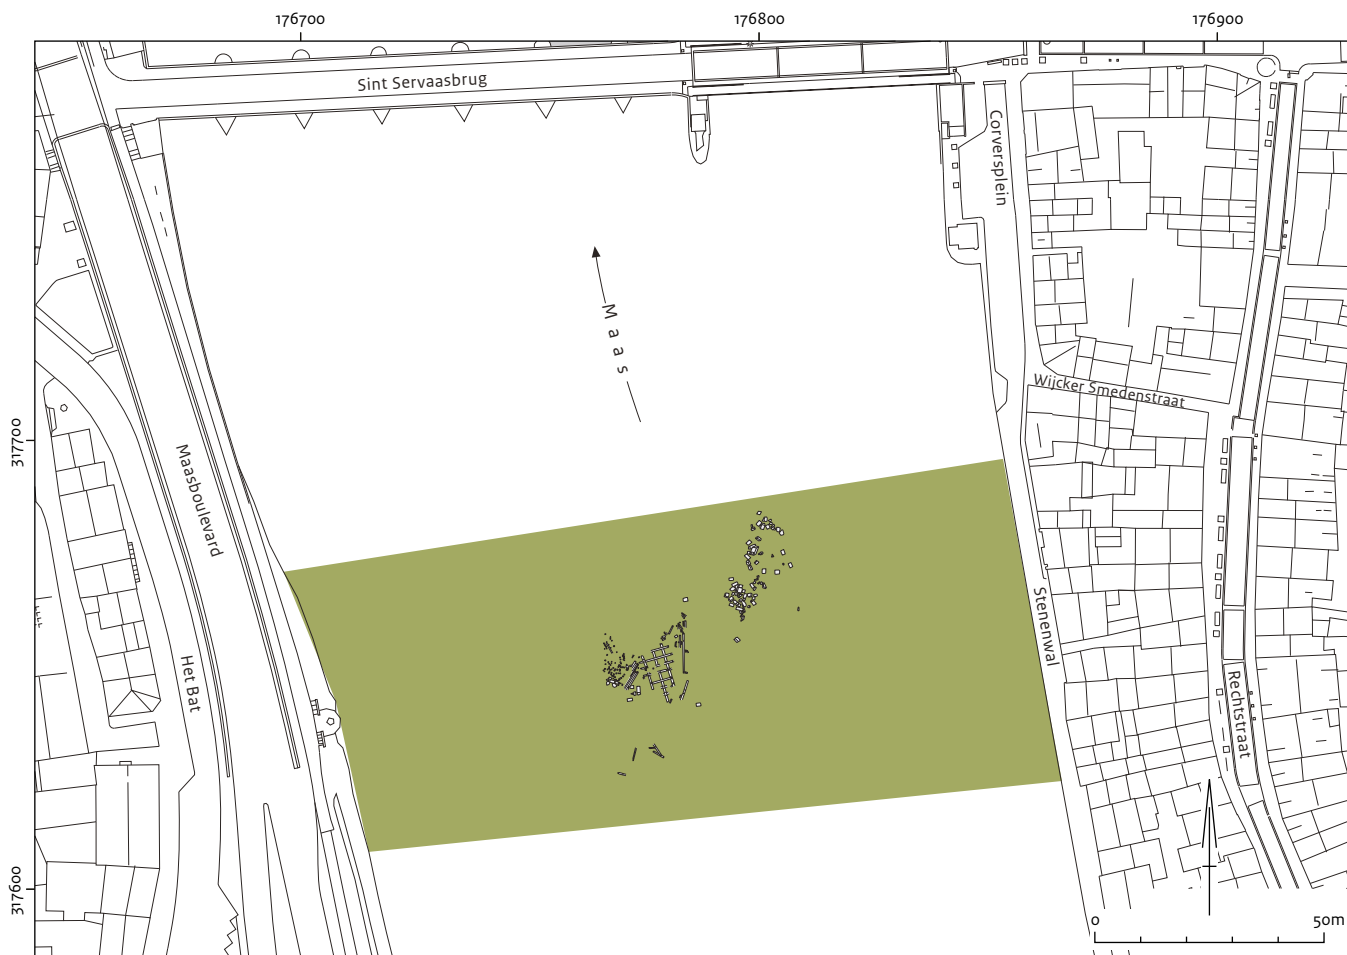 176700
176800
176900
Sint Servaasbrug
Corversplein
Maas
Wijcker Smedenstraat
317700
Maasboulevard
Stenenwal
Het Bat
Rechtstraat
317600
0
50m